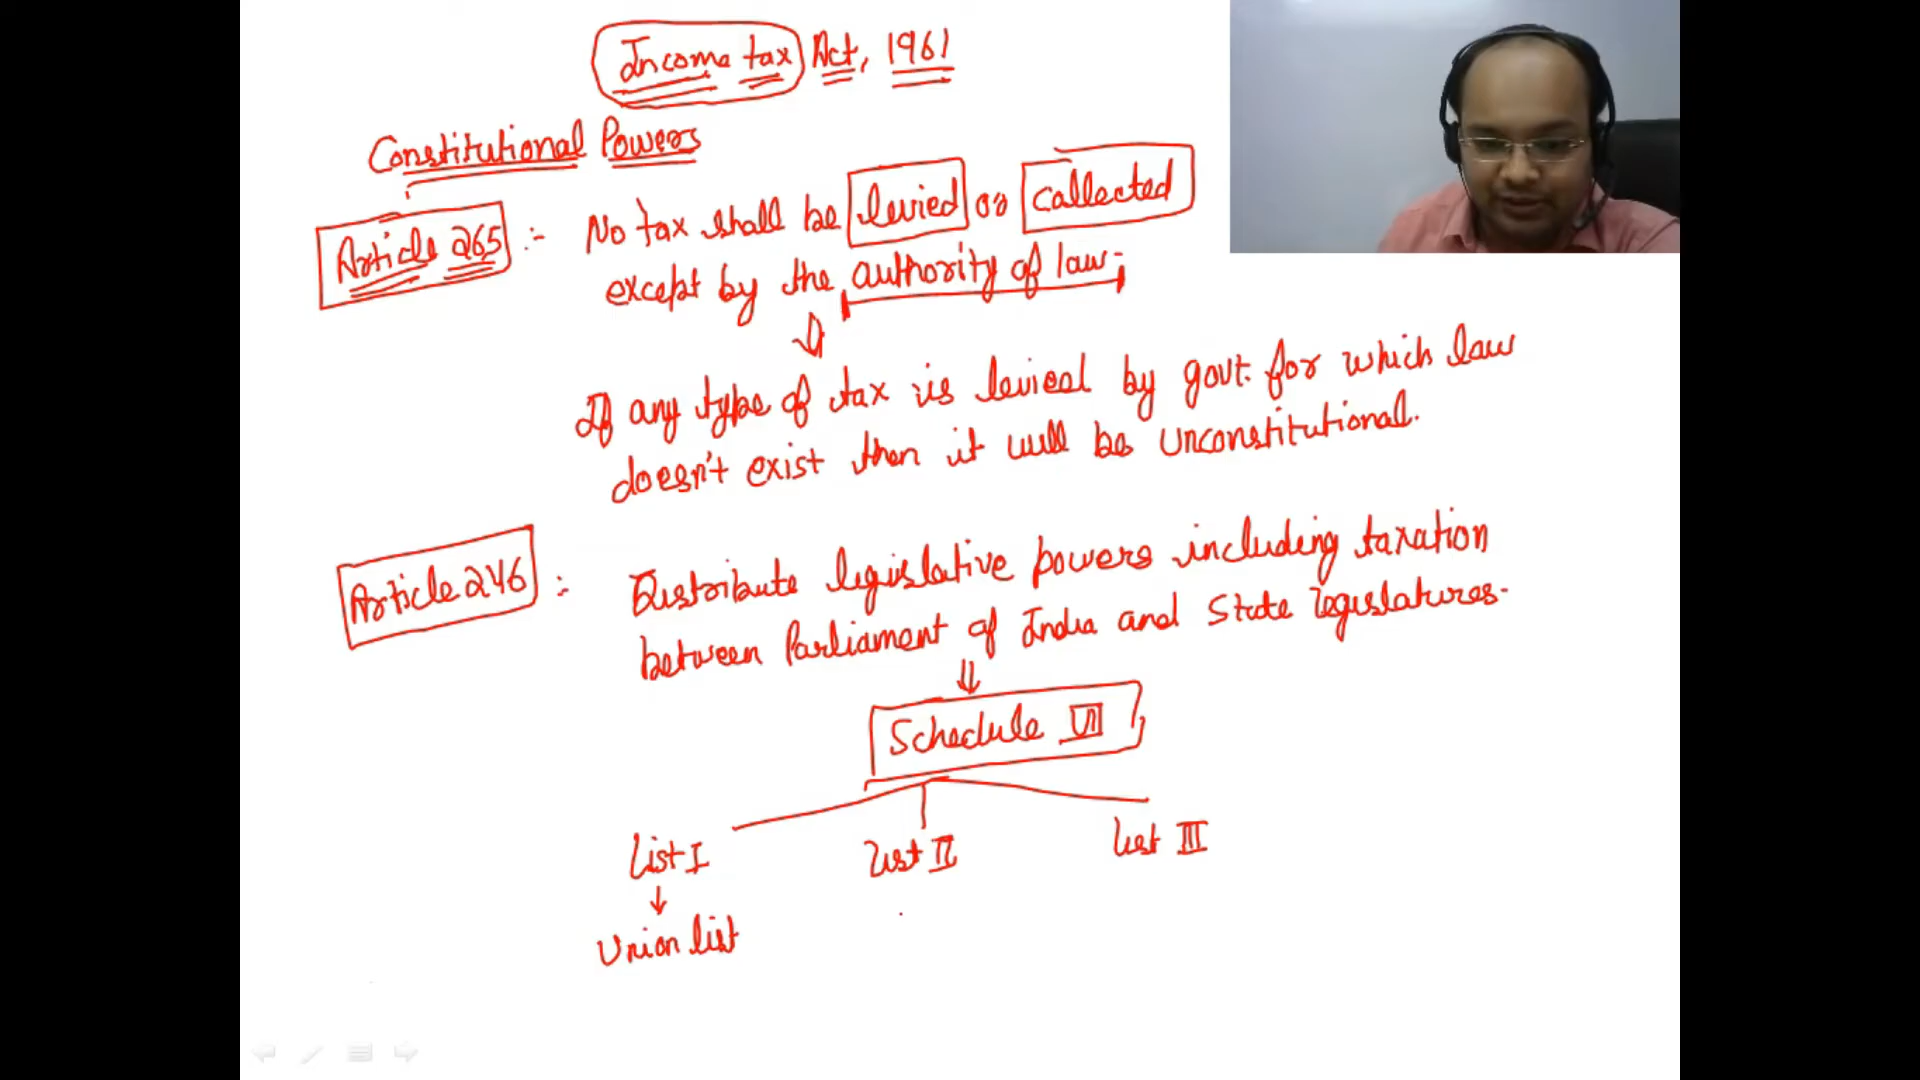 Income tax Act, 1961
Constitutional Powers
Article 265 :- No tax shall be levied or collected
except by the authority of law.
If any type of tax is levied by govt. for which law
doesn't exist then it will be unconstitutional.
Article 246 :- Distribute legislative powers including taxation
between Parliament of India and State legislatures.
Schedule VII
List I List II List III
Union list